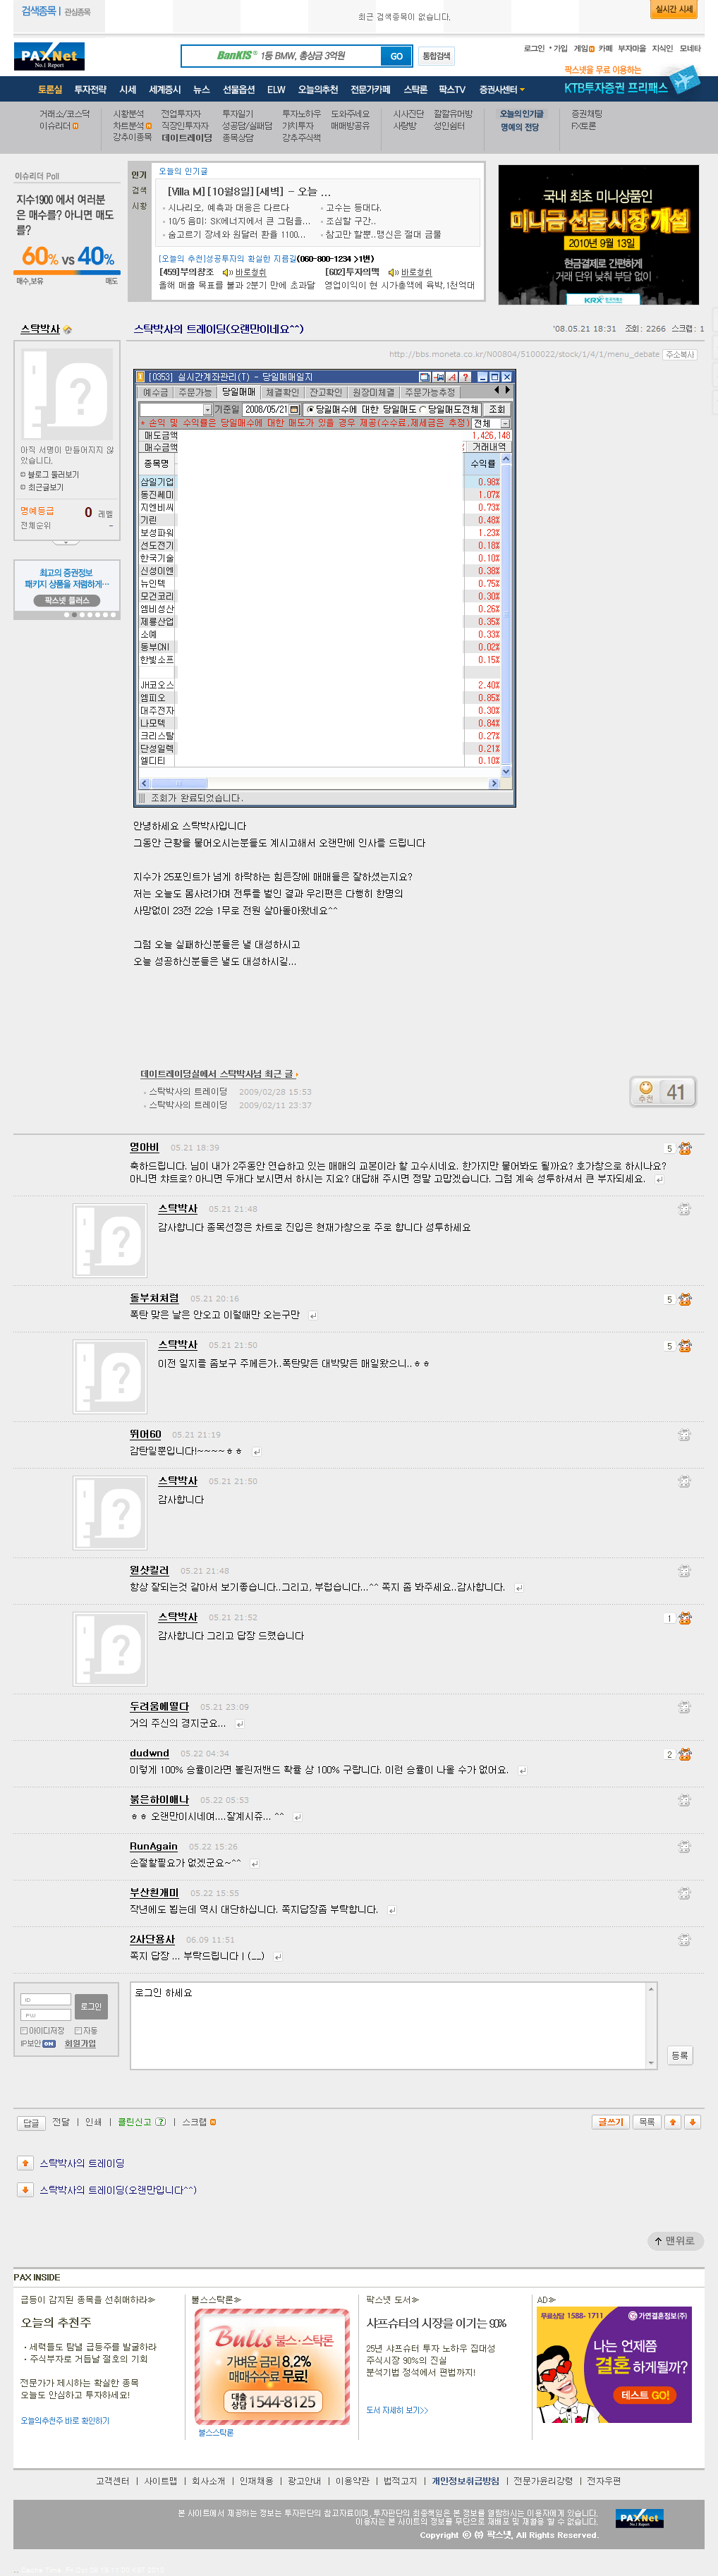 검색종목 | 관심종목
최근 검색종목이 없습니다.
실시간 시세
PAXNet
No.1 Report
BanKIS® 1등 BMW, 총상금 3억원
GO
통합검색
로그인 · 가입 게임 카페 부자마을 지식인 모네타
팍스넷을 무료 이용하는
KTB투자증권 프리패스
토론실 투자전략 시세 세계증시 뉴스 선물옵션 ELW 오늘의추천 전문가카페 스탁론 팍스TV 증권사센터
거래소/코스닥 시황분석 전업투자자 투자일기 투자노하우 도와주세요 시사진단 깔깔유머방 오늘의 인기글 증권채팅
이슈리더 차트분석 직장인투자자 성공담/실패담 가치투자 매매방공유 사랑방 성인쉼터 명예의 전당 FX토론
강추이종목 데이트레이딩 종목상담 강추주식책
이슈리더 Poll
지수1900 에서 여러분은 매수? 아니면 매도를?
60% vs 40%
매수,보유 매도
인기
검색
시황
오늘의 인기글
[Villa M][10월8일][새벽] - 오늘 ...
· 시나리오, 예측과 대응은 다르다
· 고수는 등대다.
· 10/5 음미: SK에너지에서 큰 그림을...
· 조심할 구간..
· 숨고르기 장세와 원달러 환율 1100...
· 참고만 할뿐..맹신은 절대 금물
[오늘의 추천]성공투자의 확실한 지름길(060-800-1234 >1번)
[459]부의창조 바로청취
[602]투자의맥 바로청취
올해 매출 목표를 불과 2분기 만에 초과달
영업이익이 현 시가총액에 육박,1천억대
국내 최초 시장상품인
미니금 선물시장 개설
2010년 9월 13일
현금결제로 간편하게
거래 단위 낮춰 부담 없이
KRX
스탁박사
스탁박사의 트레이딩(오랜만이네요^^)
'08.05.21 18:31 조회: 2266 스크랩: 1
http://bbs.moneta.co.kr/N00804/5100022/stock/1/4/1/menu_debate 주소복사
아직 서명이 만들어지지 않았습니다.
블로그 둘러보기
최근글보기
명예등급 0 레벨
전체순위 -
최고의 증권정보
패키지 상품을 저렴하게···
팍스넷 플러스
[0353] 실시간계좌관리(T) - 당일매매일지
예수금 주문가능 당일매매 체결확인 잔고확인 원장미체결 주문가능추정
기준일 2008/05/21 당일매수에 대한 당일매도 당일매도전체 조회
* 손익 및 수익률은 당일매수에 대한 매도가 있을 경우 제공(수수료,제세금은 추정) 전체
매도금액 1,426,148
매수금액 거래내역
종목명 수익률
삼일기업 0.98%
동진쎄미 1.07%
지엔비씨 0.73%
기린 0.48%
보성파워 1.23%
선도전기 0.18%
한국기술 0.10%
신성이엔 0.38%
뉴인텍 0.75%
모건코리 0.30%
엠비성산 0.26%
제룡산업 0.35%
소예 0.33%
동부CNI 0.02%
한빛소프 0.15%
JH코오스 2.40%
엠피오 0.85%
대주전자 0.30%
나모텍 0.84%
크리스탈 0.27%
단성일렉 0.21%
엘디티 0.10%
조회가 완료되었습니다.
안녕하세요 스탁박사입니다
그동안 근황을 물어오시는분들도 계시고해서 오랜만에 인사를 드립니다
지수가 25포인트가 넘게 하락하는 힘든장에 매매들은 잘하셨는지요?
저는 오늘도 몸사려가며 전투를 벌인 결과 우리편은 다행히 한명의
사망없이 23전 22승 1무로 전원 살아돌아왔네요^^
그럼 오늘 실패하신분들은 낼 대성하시고
오늘 성공하신분들은 낼도 대성하시길...
데이트레이딩실에서 스탁박사님 최근 글
· 스탁박사의 트레이딩 2009/02/28 15:53
· 스탁박사의 트레이딩 2009/02/11 23:37
추천 41
영아비 05.21 18:39 5
축하드립니다. 님이 내가 2주동안 연습하고 있는 매매의 교본이라 할 고수시네요. 한가지만 물어봐도 될까요? 호가창으로 하시나요? 아니면 챠트로? 아니면 두개다 보시면서 하시는 지요? 대답해 주시면 정말 고맙겠습니다. 그럼 계속 성투하셔서 큰 부자되세요.
스탁박사 05.21 21:48
감사합니다 종목선정은 차트로 진입은 현재가창으로 주로 합니다 성투하세요
돌부처처럼 05.21 20:16 5
폭탄 맞은 날은 안오고 이럴때만 오는구만
스탁박사 05.21 21:50 5
이전 일지를 좀보구 주께든가..폭탄맞든 대박맞든 매일왔으니..ㅎㅎ
뛰어60 05.21 21:19
감탄일뿐입니다!~~~~ㅎㅎ
스탁박사 05.21 21:50
감사합니다
원샷킬러 05.21 21:48
항상 잘되는것 같아서 보기좋습니다..그리고, 부럽습니다...^^ 쪽지 좀 봐주세요..감사합니다.
스탁박사 05.21 21:52 1
감사합니다 그리고 답장 드렸습니다
두려움에떨다 05.21 23:09
거의 주신의 경지군요...
dudwnd 05.22 04:34 2
이렇게 100% 승률이라면 볼린저밴드 확률 상 100% 구랍니다. 이런 승률이 나올 수가 없어요.
붉은하이애나 05.22 05:53
ㅎㅎ 오랜만이시네여....잘계시쥬... ^^
RunAgain 05.22 15:26
손절할필요가 없겠군요~^^
부산흰개미 05.22 15:55
작년에도 뵙는데 역시 대단하십니다. 쪽지답장좀 부탁합니다.
2사단용사 06.09 11:51
쪽지 답장 ... 부탁드립니다ㅣ(__)
ID
PW
로그인
아이디저장 자동
IP보안 ON 회원가입
로그인 하세요
등록
답글 전달 | 인쇄 | 클린신고 ? | 스크랩
글쓰기 목록
스탁박사의 트레이딩
스탁박사의 트레이딩(오랜만입니다^^)
↑ 맨위로
PAX INSIDE
급등이 감지된 종목을 선취매하라≫
오늘의 추천주
· 세력들도 탐낼 급등주를 발굴하라
· 주식부자로 거듭날 절호의 기회
전문가가 제시하는 확실한 종목
오늘도 안심하고 투자하세요!
오늘의추천주 바로 확인하기
불스스탁론≫
Bulls 불스·스탁론
가벼운 금리 8.2%
매매수수료 무료!
대출상담 1544-8125
불스스탁론
팍스넷 도서≫
샤프슈터의 시장을 이기는 90%
25년 샤프슈터 투자 노하우 집대성
주식시장 90%의 진실
분석기법 정석에서 편법까지!
도서 자세히 보기>>
AD≫
무료상담 1588-1711
가연결혼정보(주)
나는 언제쯤
결혼하게될까?
테스트 GO!
고객센터 | 사이트맵 | 회사소개 | 인재채용 | 광고안내 | 이용약관 | 법적고지 | 개인정보취급방침 | 전문가윤리강령 | 전자우편
본 사이트에서 제공하는 정보는 투자판단의 참고자료이며, 투자판단의 최종책임은 본 정보를 열람하시는 이용자에게 있습니다.
이용자는 본 사이트의 정보를 무단으로 재배포 및 재활용 할 수 없습니다.
Copyright ⓒ ㈜ 팍스넷, All Rights Reserved.
PAXNet
No.1 Report